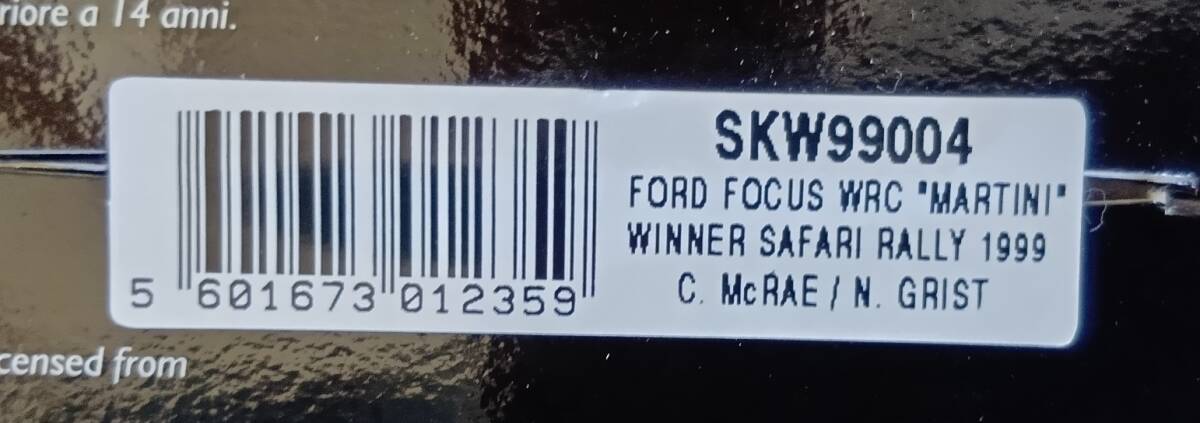 riore a 14 anni.
SKW99004
FORD FOCUS WRC "MARTINI"
WINNER SAFARI RALLY 1999
C. McRAE / N. GRIST
5 601673 012359
censed from